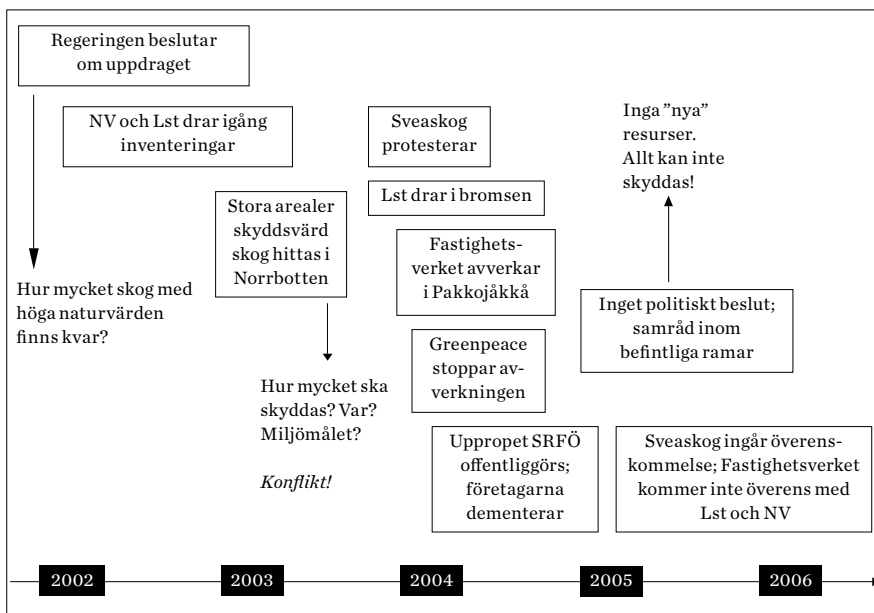 Regeringen beslutar
om uppdraget
NV och Lst drar igång
inventeringar
Stora arealer
skyddsvärd
skog hittas i
Norrbotten
Hur mycket skog med
höga naturvärden
finns kvar?
Hur mycket ska
skyddas? Var?
Miljömålet?
Konflikt!
Sveaskog
protesterar
Lst drar i bromsen
Fastighets-
verket avverkar
i Pakkojåkkå
Greenpeace
stoppar av-
verkningen
Uppropet SRFÖ
offentliggörs;
företagarna
dementerar
Inga ”nya”
resurser.
Allt kan inte
skyddas!
Inget politiskt beslut;
samråd inom
befintliga ramar
Sveaskog ingår överens-
kommelse; Fastighetsverket
kommer inte överens med
Lst och NV
2002
2003
2004
2005
2006